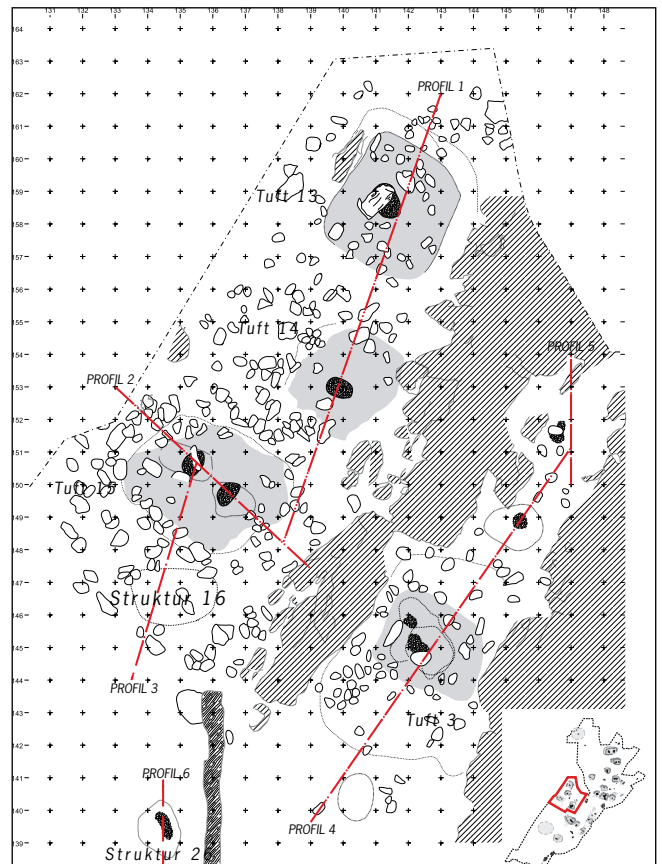 131 132 133 134 135 136 137 138 139 140 141 142 143 144 145 146 147 148
164
163
162
PROFIL 1
161
160
159
Tuft 13
158
157
156
155
Tuft 14
154
PROFIL 5
153
PROFIL 2
152
151
150
Tuft 15
149
148
147
146
Struktur 16
145
144
PROFIL 3
143
Tuft 3
142
141
PROFIL 6
140
PROFIL 4
139
Struktur 26